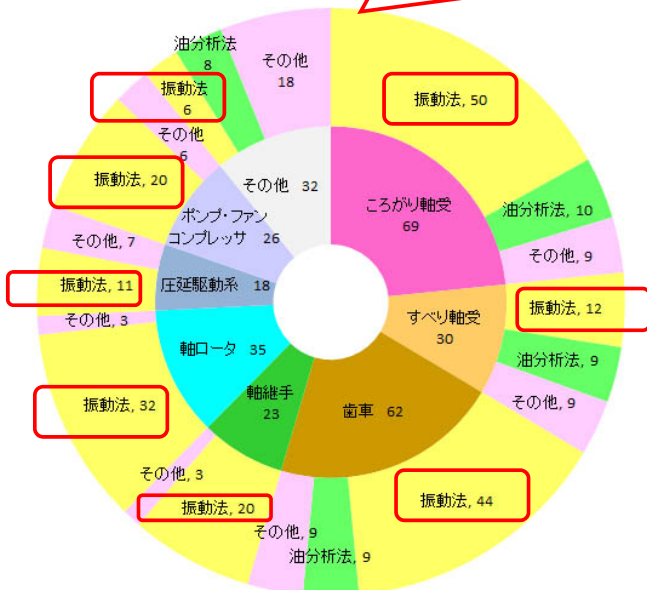 ころがり軸受
69
振動法, 50
油分析法, 10
その他, 9
すべり軸受
30
振動法, 12
油分析法, 9
その他, 9
歯車 62
振動法, 44
油分析法, 9
その他, 9
軸継手
23
振動法, 20
その他, 3
軸ロータ 35
振動法, 32
その他, 3
圧延駆動系 18
振動法, 11
その他, 7
ポンプ・ファン
コンプレッサ 26
振動法, 20
その他
6
その他 32
振動法
6
油分析法
8
その他
18